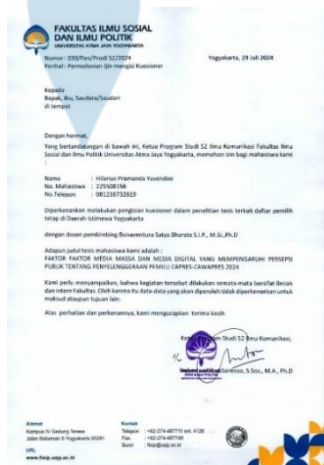 FAKULTAS ILMU SOSIAL
DAN ILMU POLITIK
UNIVERSITAS ATMA JAYA YOGYAKARTA
Nomor : 020/Pen/Prodi S2/2024
Yogyakarta, 29 Juli 2024
Perihal : Permohonan Ijin mengisi Kuesioner
Kepada
Bapak, Ibu, Saudara/Saudari
di tempat
Dengan hormat,
Yang bertandatangan di bawah ini, Ketua Program Studi S2 Ilmu Komunikasi Fakultas Ilmu
Sosial dan Ilmu Politik Universitas Atma Jaya Yogyakarta, memohon izin bagi mahasiswa kami
:
Nama : Hilarius Pramanda Yuvendoo
No. Mahasiswa : 225508156
No.Telepon : 081216732619
Diperkenankan melakukan pengisian kuesioner dalam penelitian tesis terkait daftar pemilih
tetap di Daerah Istimewa Yogyakarta
dengan dosen pembimbing Bonaventura Satya Bharata S.I.P., M.Si.,Ph.D
Adapun judul tesis mahasiswa kami adalah :
FAKTOR FAKTOR MEDIA MASSA DAN MEDIA DIGITAL YANG MEMPENGARUHI PERSEPSI
PUBLIK TENTANG PENYELENGGARAAN PEMILU CAPRES-CAWAPRES 2024
Kami perlu menyampaikan, bahwa kegiatan tersebut dilakukan semata-mata bersifat ilmiah
dan intern Fakultas. Oleh karena itu data-data yang akan diperoleh tidak diperkenankan untuk
maksud ataupun tujuan lain.
Atas perhatian dan perkenannya, kami mengucapkan terima kasih.
Program Studi S2 Ilmu Komunikasi,
S.Sos., M.A., Ph.D
Alamat
Kampus IV Gedung Teresa
Jalan Babarsari 6 Yogyakarta 55281
URL
www.fisip.uajy.ac.id
Kontak
Telepon : +62-274-487711 ext. 4126
Fax. : +62-274-487748
Surel : fisip@uajy.ac.id